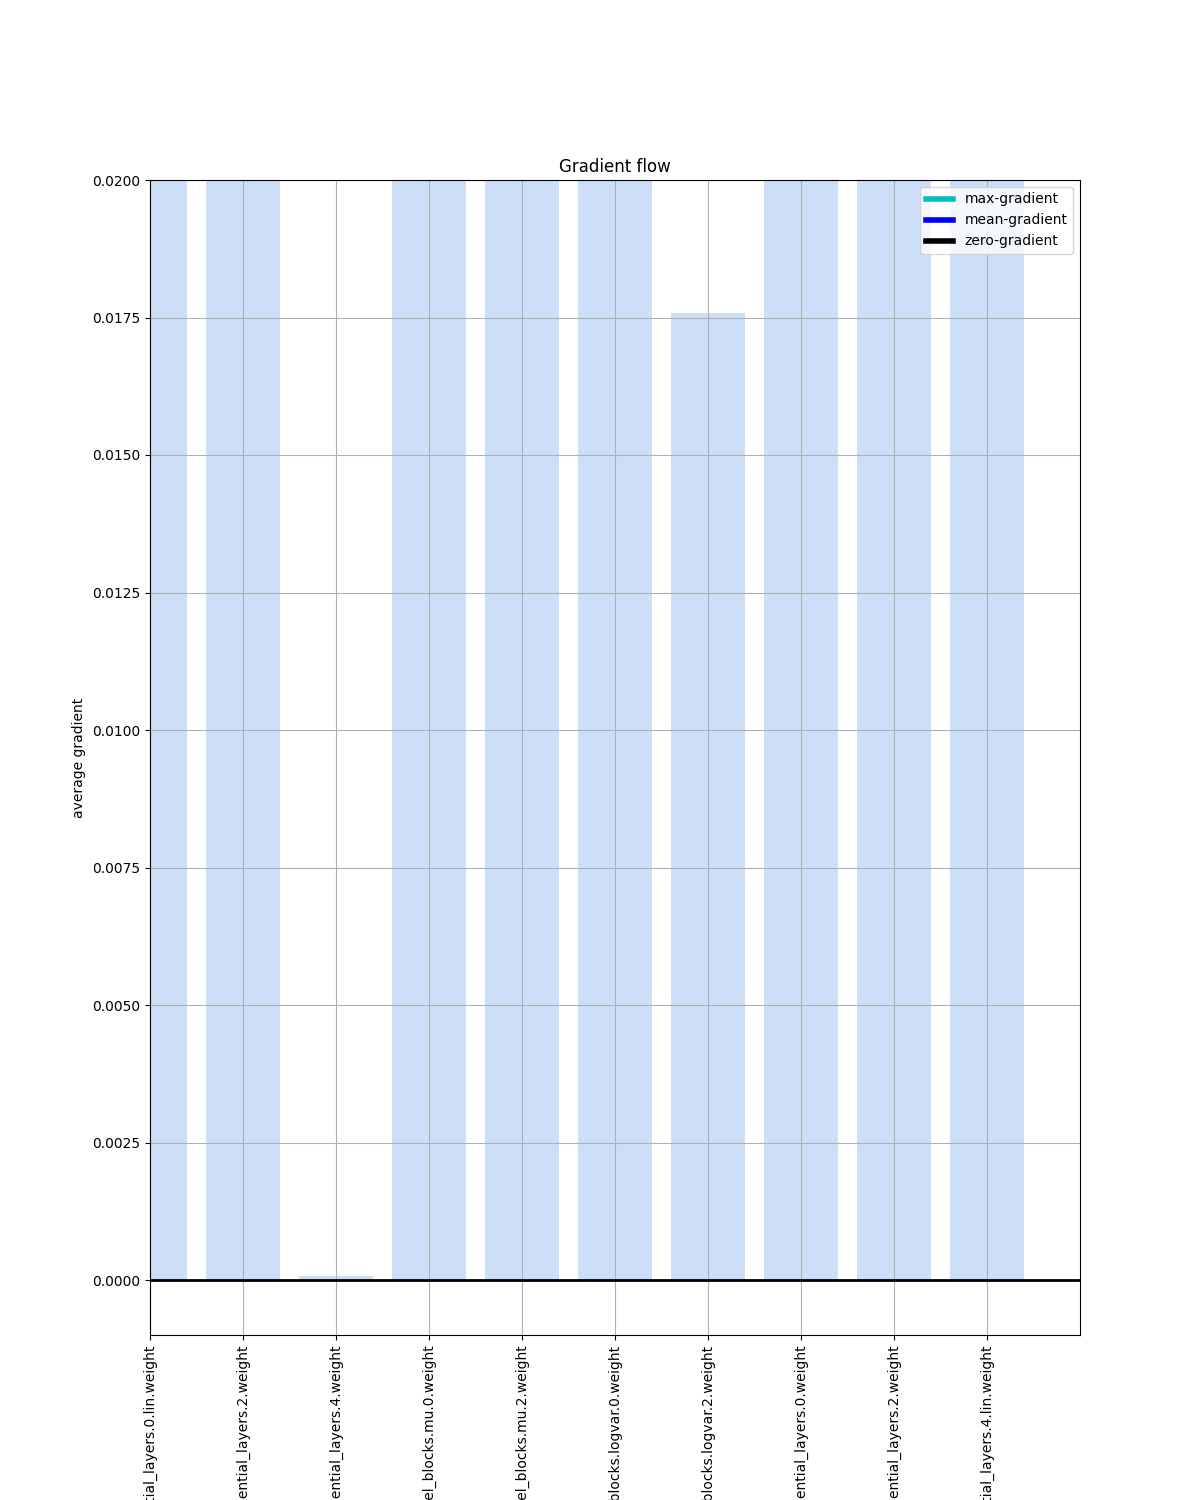 Gradient flow
max-gradient
mean-gradient
zero-gradient
0.0200
0.0175
0.0150
0.0125
0.0100
0.0075
0.0050
0.0025
0.0000
average gradient
tial_layers.0.lin.weight
ential_layers.2.weight
ential_layers.4.weight
el_blocks.mu.0.weight
el_blocks.mu.2.weight
blocks.logvar.0.weight
blocks.logvar.2.weight
ential_layers.0.weight
ential_layers.2.weight
tial_layers.4.lin.weight